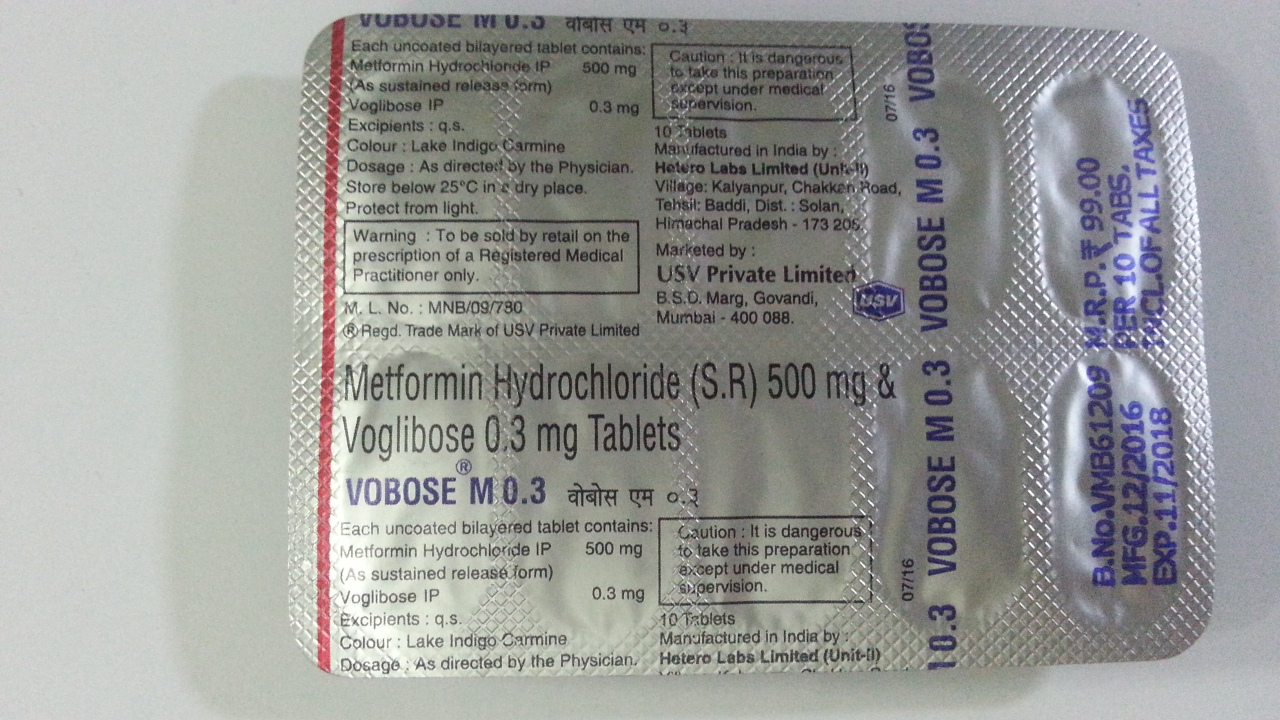 VOBOSE M 0.3 वोबोस एम ०.३
Each uncoated bilayered tablet contains:
Metformin Hydrochloride IP 500 mg
(As sustained release form)
Voglibose IP 0.3 mg
Excipients : q.s.
Colour : Lake Indigo Carmine
Dosage : As directed by the Physician.
Store below 25°C in a dry place.
Protect from light.
Warning : To be sold by retail on the
prescription of a Registered Medical
Practitioner only.
M. L. No. : MNB/09/780
® Regd. Trade Mark of USV Private Limited
Caution : It is dangerous
to take this preparation
except under medical
supervision.
10 Tablets
Manufactured in India by :
Hetero Labs Limited (Unit-II)
Village: Kalyanpur, Chakkan Road,
Tehsil: Baddi, Dist. : Solan,
Himachal Pradesh - 173 205.
Marketed by :
USV Private Limited
B.S.D. Marg, Govandi,
Mumbai - 400 088.
USV
Metformin Hydrochloride (S.R) 500 mg &
Voglibose 0.3 mg Tablets
VOBOSE® M 0.3 वोबोस एम ०.३
Each uncoated bilayered tablet contains:
Metformin Hydrochloride IP 500 mg
(As sustained release form)
Voglibose IP 0.3 mg
Excipients : q.s.
Colour : Lake Indigo Carmine
Dosage : As directed by the Physician.
Caution : It is dangerous
to take this preparation
except under medical
supervision.
10 Tablets
Manufactured in India by :
Hetero Labs Limited (Unit-II)
07/16
07/16
0.3 VOBOSE M 0.3 VOBOSE M 0.3 VOBOS
B.No.VMB61209 M.R.P.₹ 99.00
MFG.12/2016 PER 10 TABS.
EXP.11/2018 INCL.OF ALL TAXES